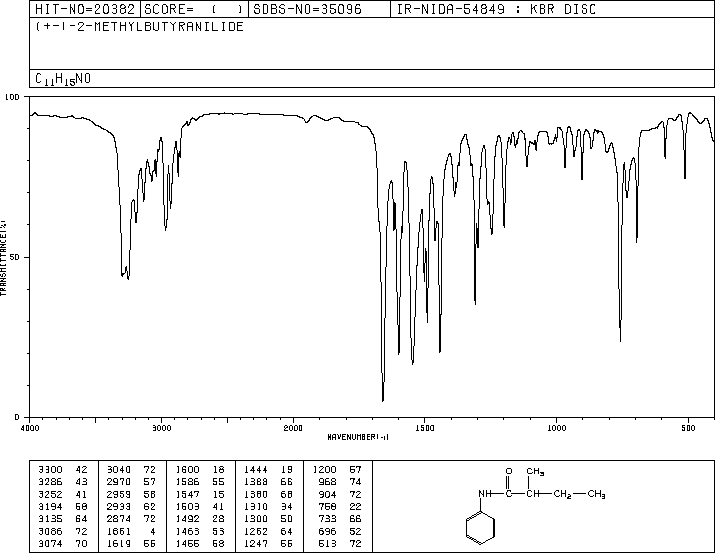 HIT-NO=20382 SCORE= ( ) SDBS-NO=35096 IR-NIDA-54849 : KBR DISC
(+-)-2-METHYLBUTYRANILIDE
C11H15NO
100
50
0
TRANSMITTANCE(%)
4000 3000 2000 1500 1000 500
WAVENUMBER(-1)
3300 42 3040 72 1600 18 1444 19 1200 57
3286 43 2970 57 1586 55 1388 66 968 74
3252 41 2959 58 1547 15 1380 68 904 72
3194 58 2933 62 1503 41 1310 34 758 22
3135 64 2874 72 1492 28 1300 50 733 66
3086 72 1661 4 1463 53 1262 64 696 52
3074 70 1619 56 1456 58 1247 55 513 72
O CH3
NH C CH CH2 CH3